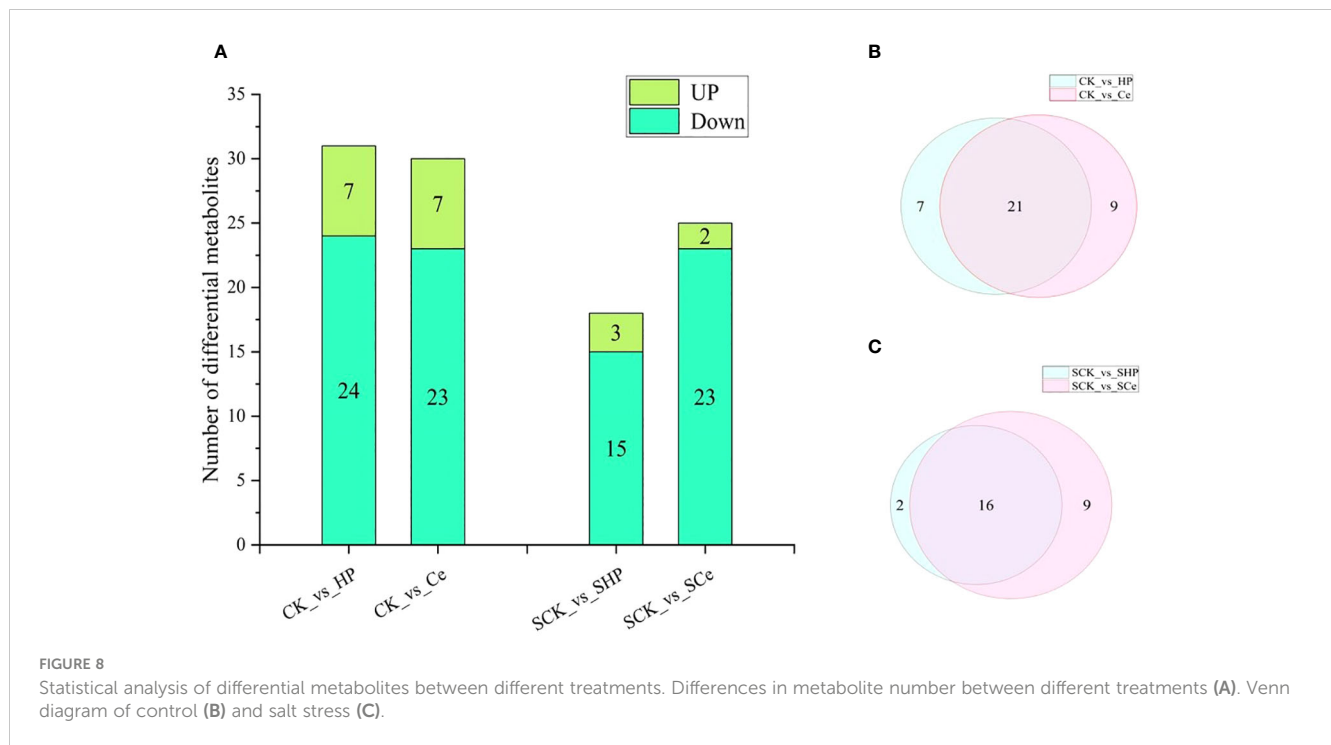 A
UP
Down
35
30
25
20
15
10
5
0
Number of differential metabolites
7
24
7
23
3
15
2
23
CK_vs_HP
CK_vs_Ce
SCK_vs_SHP
SCK_vs_SCe
B
CK_vs_HP
CK_vs_Ce
7
21
9
C
SCK_vs_SHP
SCK_vs_SCe
2
16
9
FIGURE 8
Statistical analysis of differential metabolites between different treatments. Differences in metabolite number between different treatments (A). Venn
diagram of control (B) and salt stress (C).